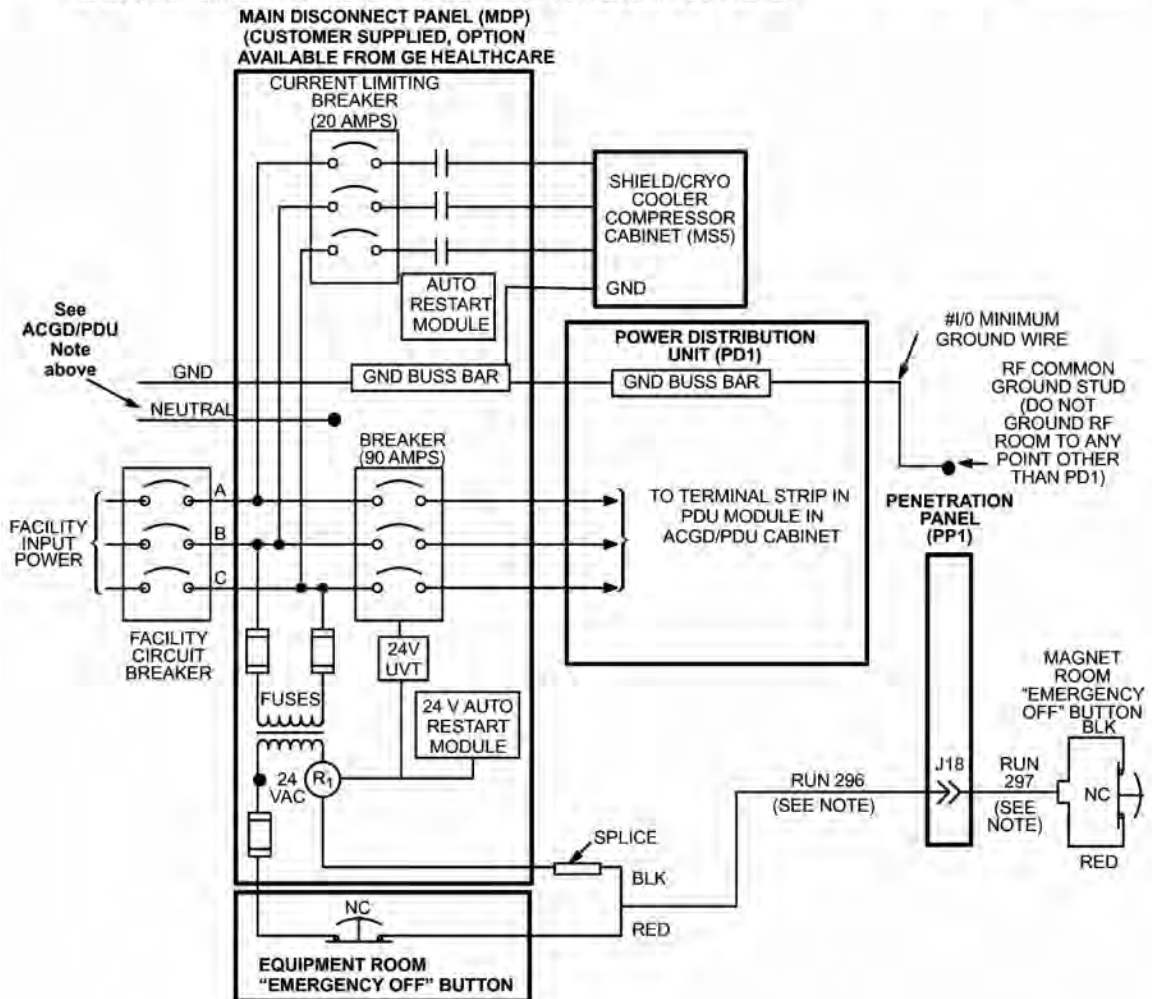 MAIN DISCONNECT PANEL (MDP)
(CUSTOMER SUPPLIED, OPTION
AVAILABLE FROM GE HEALTHCARE
CURRENT LIMITING
BREAKER
(20 AMPS)
SHIELD/CRYO
COOLER
COMPRESSOR
CABINET (MS5)
GND
AUTO
RESTART
MODULE
See
ACGD/PDU
Note
above
GND
GND BUSS BAR
NEUTRAL
POWER DISTRIBUTION
UNIT (PD1)
GND BUSS BAR
#I/0 MINIMUM
GROUND WIRE
RF COMMON
GROUND STUD
(DO NOT
GROUND RF
ROOM TO ANY
POINT OTHER
THAN PD1)
BREAKER
(90 AMPS)
A
B
C
FACILITY
INPUT
POWER
TO TERMINAL STRIP IN
PDU MODULE IN
ACGD/PDU CABINET
PENETRATION
PANEL
(PP1)
FACILITY
CIRCUIT
BREAKER
FUSES
24V
UVT
24 V AUTO
RESTART
MODULE
24
VAC
R1
MAGNET
ROOM
"EMERGENCY
OFF" BUTTON
BLK
J18
RUN 296
(SEE NOTE)
RUN
297
(SEE
NOTE)
NC
RED
SPLICE
BLK
RED
NC
EQUIPMENT ROOM
"EMERGENCY OFF" BUTTON